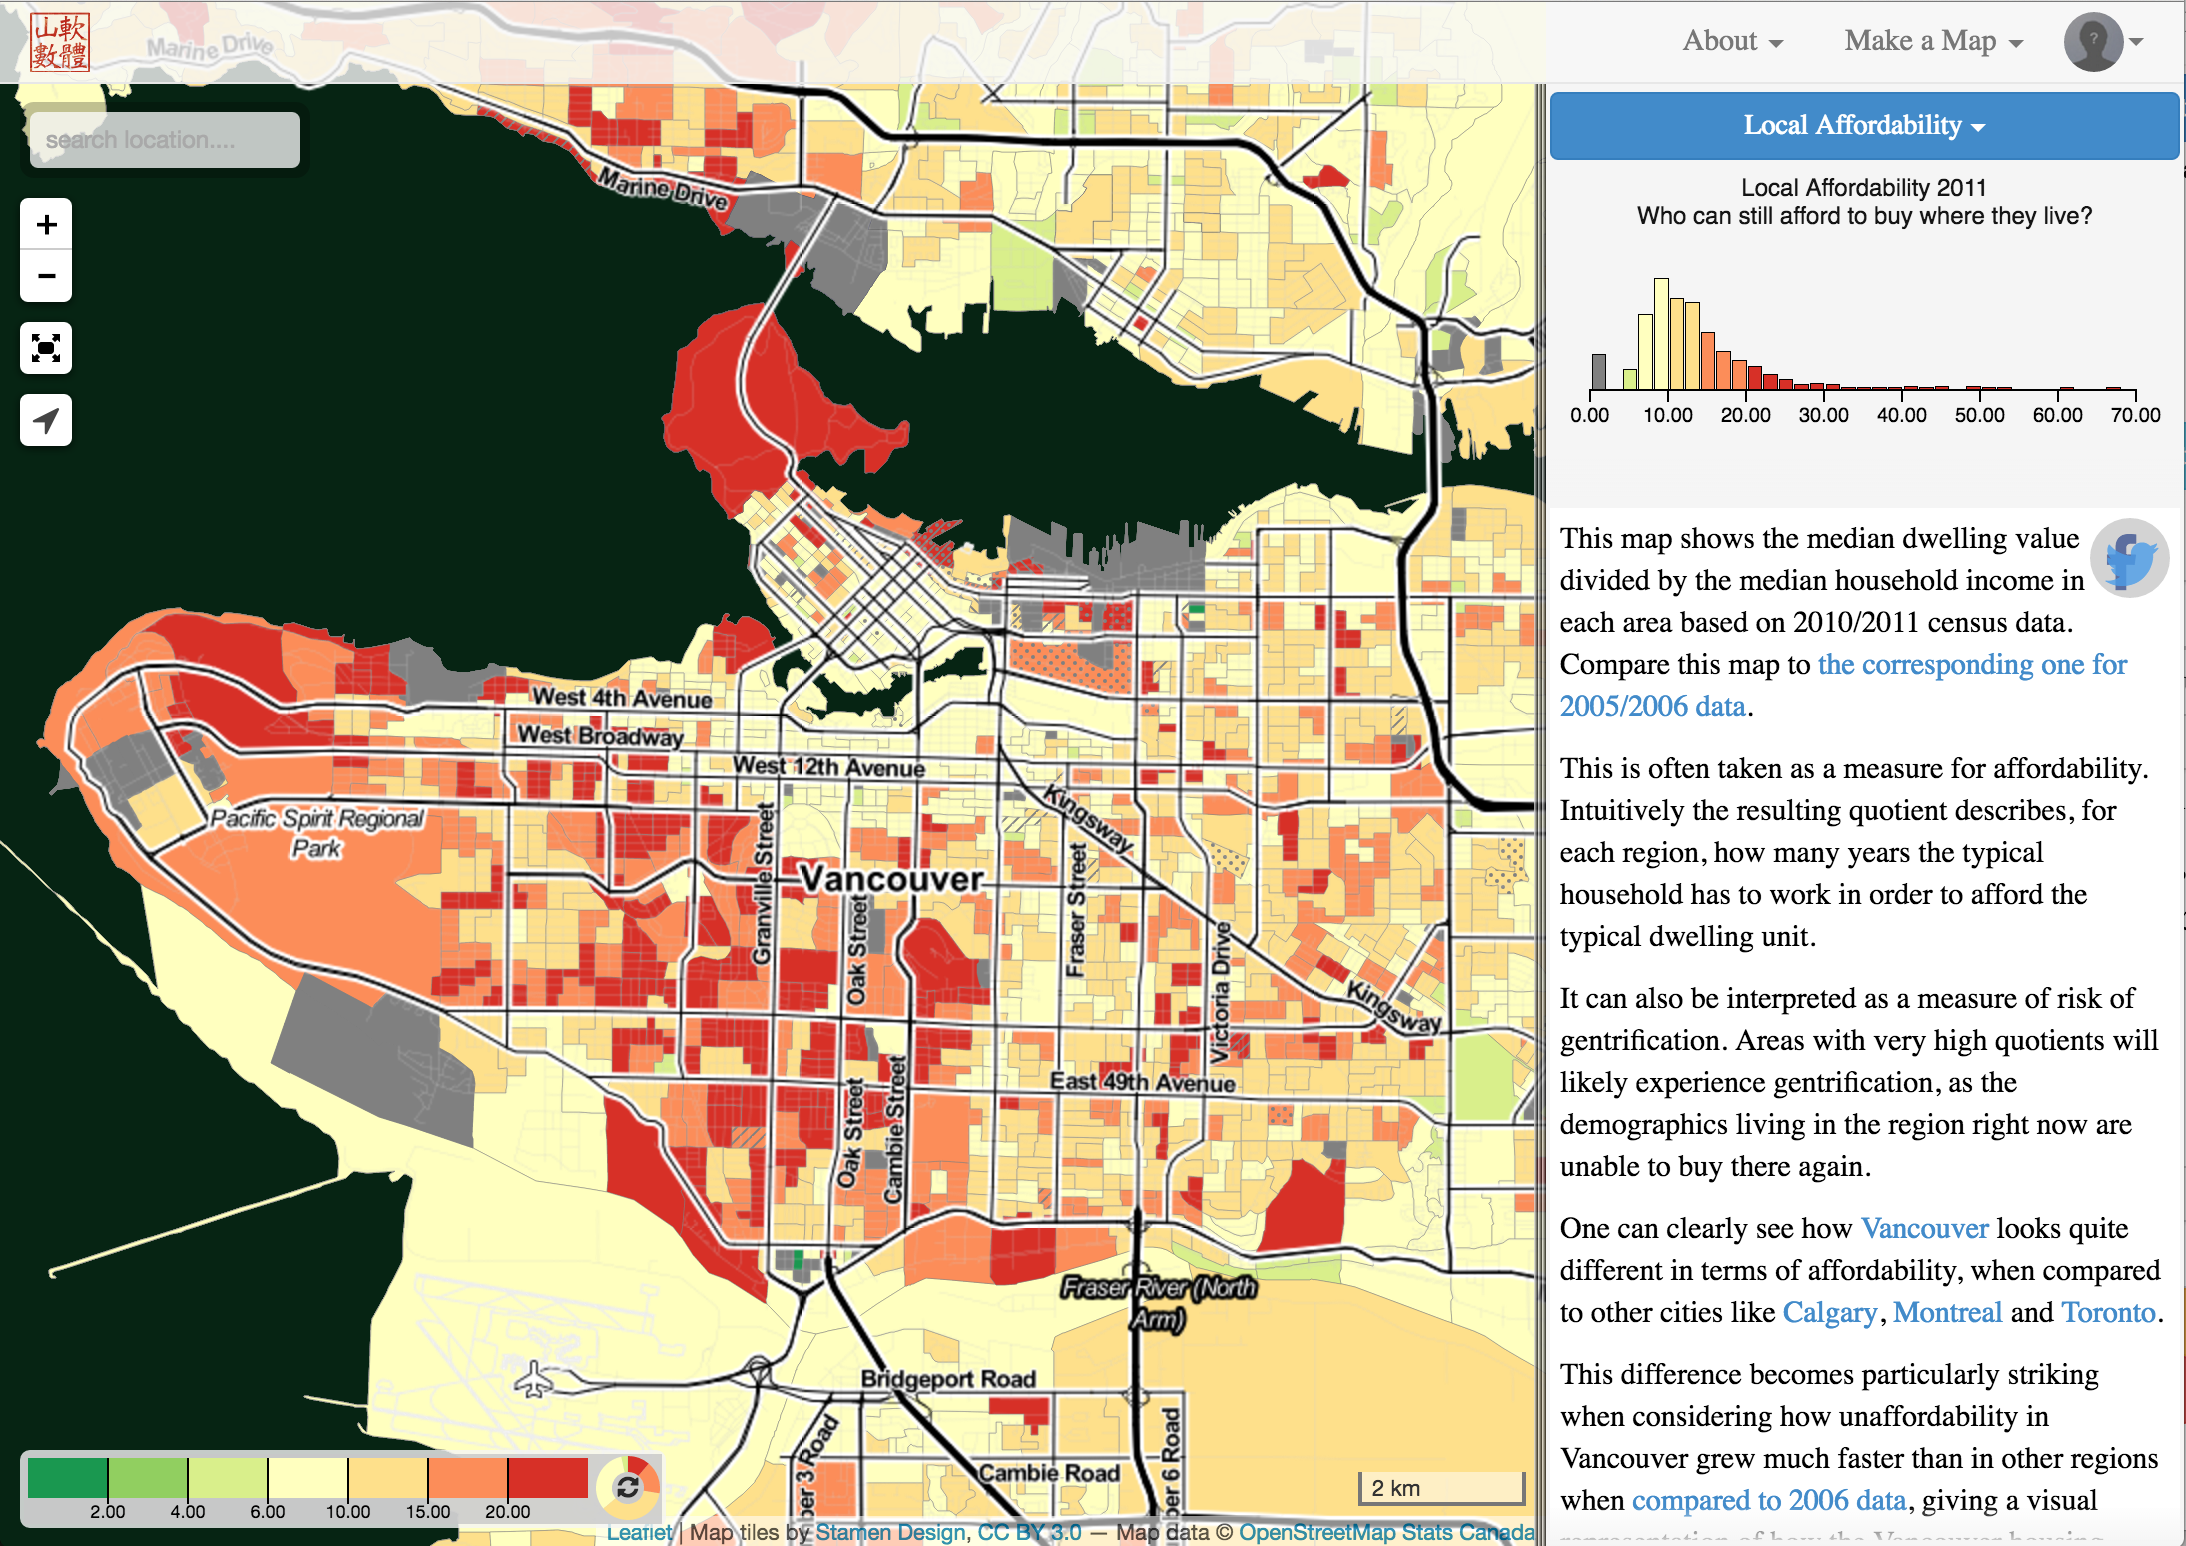 山軟
數體
Marine Drive
About
Make a Map
?
search location....
+
−
Marine Drive
West 4th Avenue
West Broadway
West 12th Avenue
Pacific Spirit Regional
Park
Kingsway
Granville Street
Vancouver
Oak Street
Fraser Street
Victoria Drive
Kingsway
East 49th Avenue
Oak Street
Cambie Street
Fraser River (North
Arm)
Bridgeport Road
Cambie Road
ber 3 Road
ber 6 Road
2 km
2.00 4.00 6.00 10.00 15.00 20.00
Leaflet | Map tiles by Stamen Design, CC BY 3.0 — Map data © OpenStreetMap Stats Canada
Local Affordability
Local Affordability 2011
Who can still afford to buy where they live?
0.00 10.00 20.00 30.00 40.00 50.00 60.00 70.00
This map shows the median dwelling value
divided by the median household income in
each area based on 2010/2011 census data.
Compare this map to the corresponding one for
2005/2006 data.
This is often taken as a measure for affordability.
Intuitively the resulting quotient describes, for
each region, how many years the typical
household has to work in order to afford the
typical dwelling unit.
It can also be interpreted as a measure of risk of
gentrification. Areas with very high quotients will
likely experience gentrification, as the
demographics living in the region right now are
unable to buy there again.
One can clearly see how Vancouver looks quite
different in terms of affordability, when compared
to other cities like Calgary, Montreal and Toronto.
This difference becomes particularly striking
when considering how unaffordability in
Vancouver grew much faster than in other regions
when compared to 2006 data, giving a visual
representation of how the Vancouver housing